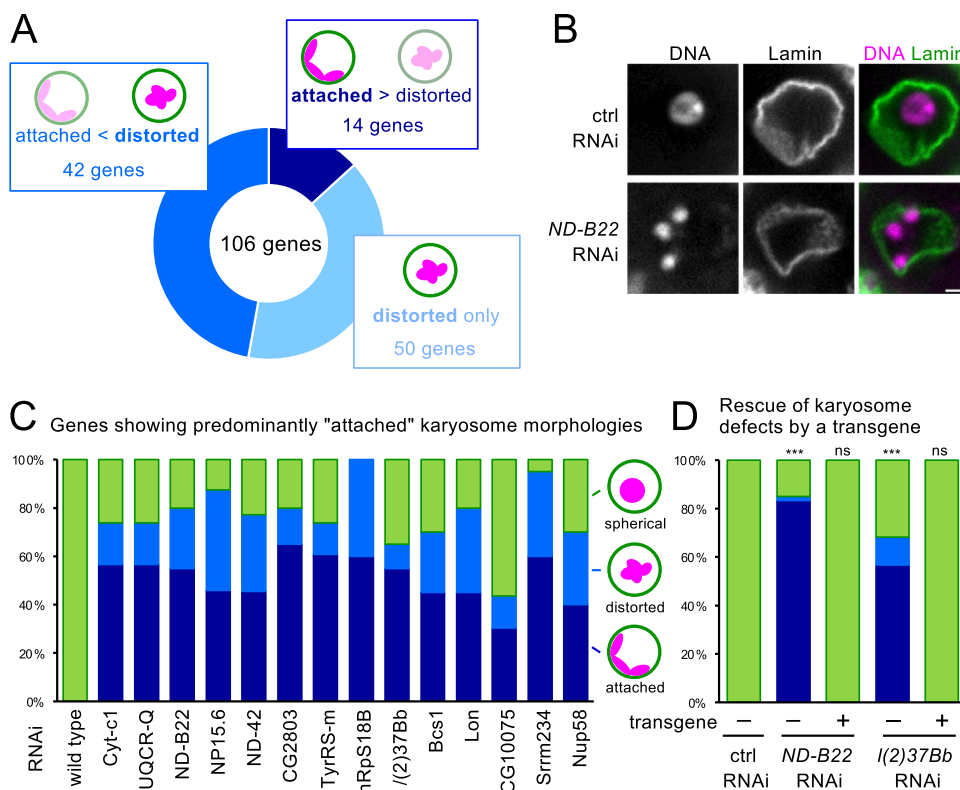 A
attached > distorted
14 genes
attached < distorted
42 genes
106 genes
distorted only
50 genes
B
DNA
Lamin
DNA Lamin
ctrl
RNAi
ND-B22
RNAi
C
Genes showing predominantly "attached" karyosome morphologies
100%
80%
60%
40%
20%
0%
spherical
distorted
attached
RNAi
wild type
Cyt-c1
UQCR-Q
ND-B22
NP15.6
ND-42
CG2803
TyrRS-m
mRpS18B
/(2)37Bb
Bcs1
Lon
CG10075
Srrm234
Nup58
D
Rescue of karyosome
defects by a transgene
*** ns *** ns
100%
80%
60%
40%
20%
0%
transgene – – + – +
ctrl
RNAi
ND-B22
RNAi
l(2)37Bb
RNAi